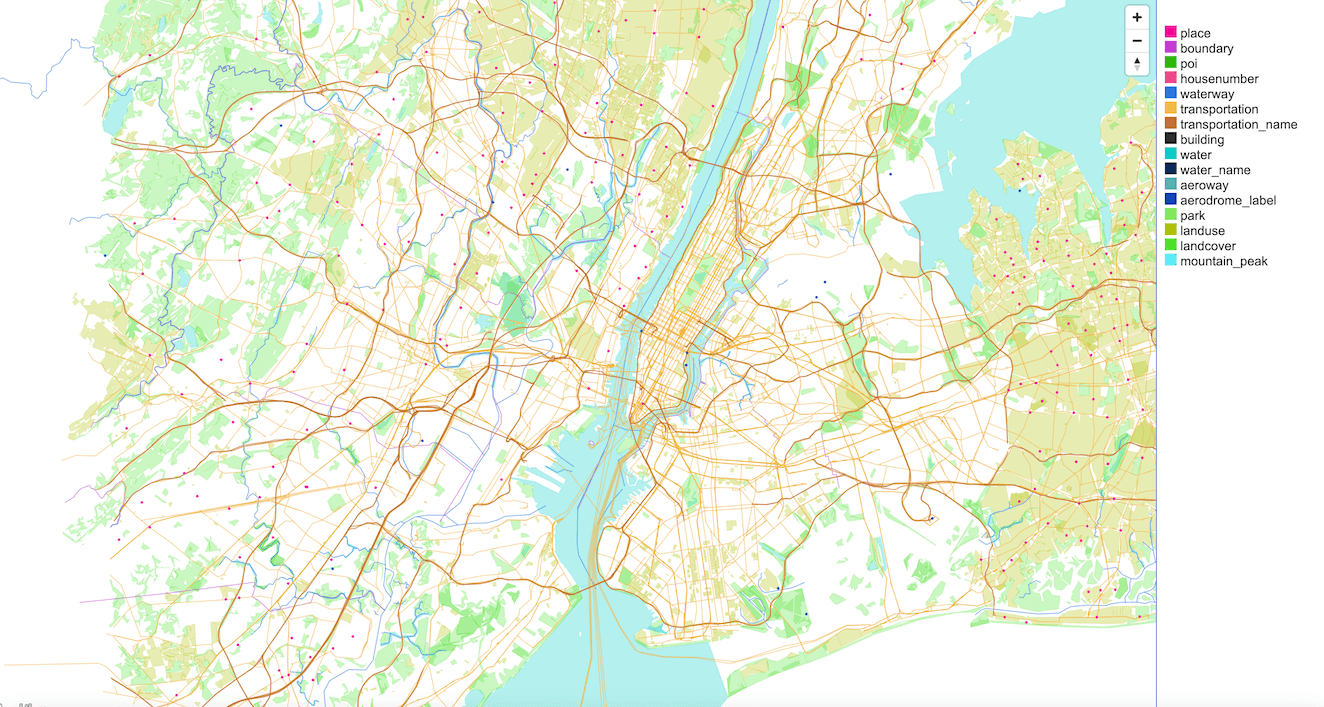 +
−
place
boundary
poi
housenumber
waterway
transportation
transportation_name
building
water
water_name
aeroway
aerodrome_label
park
landuse
landcover
mountain_peak